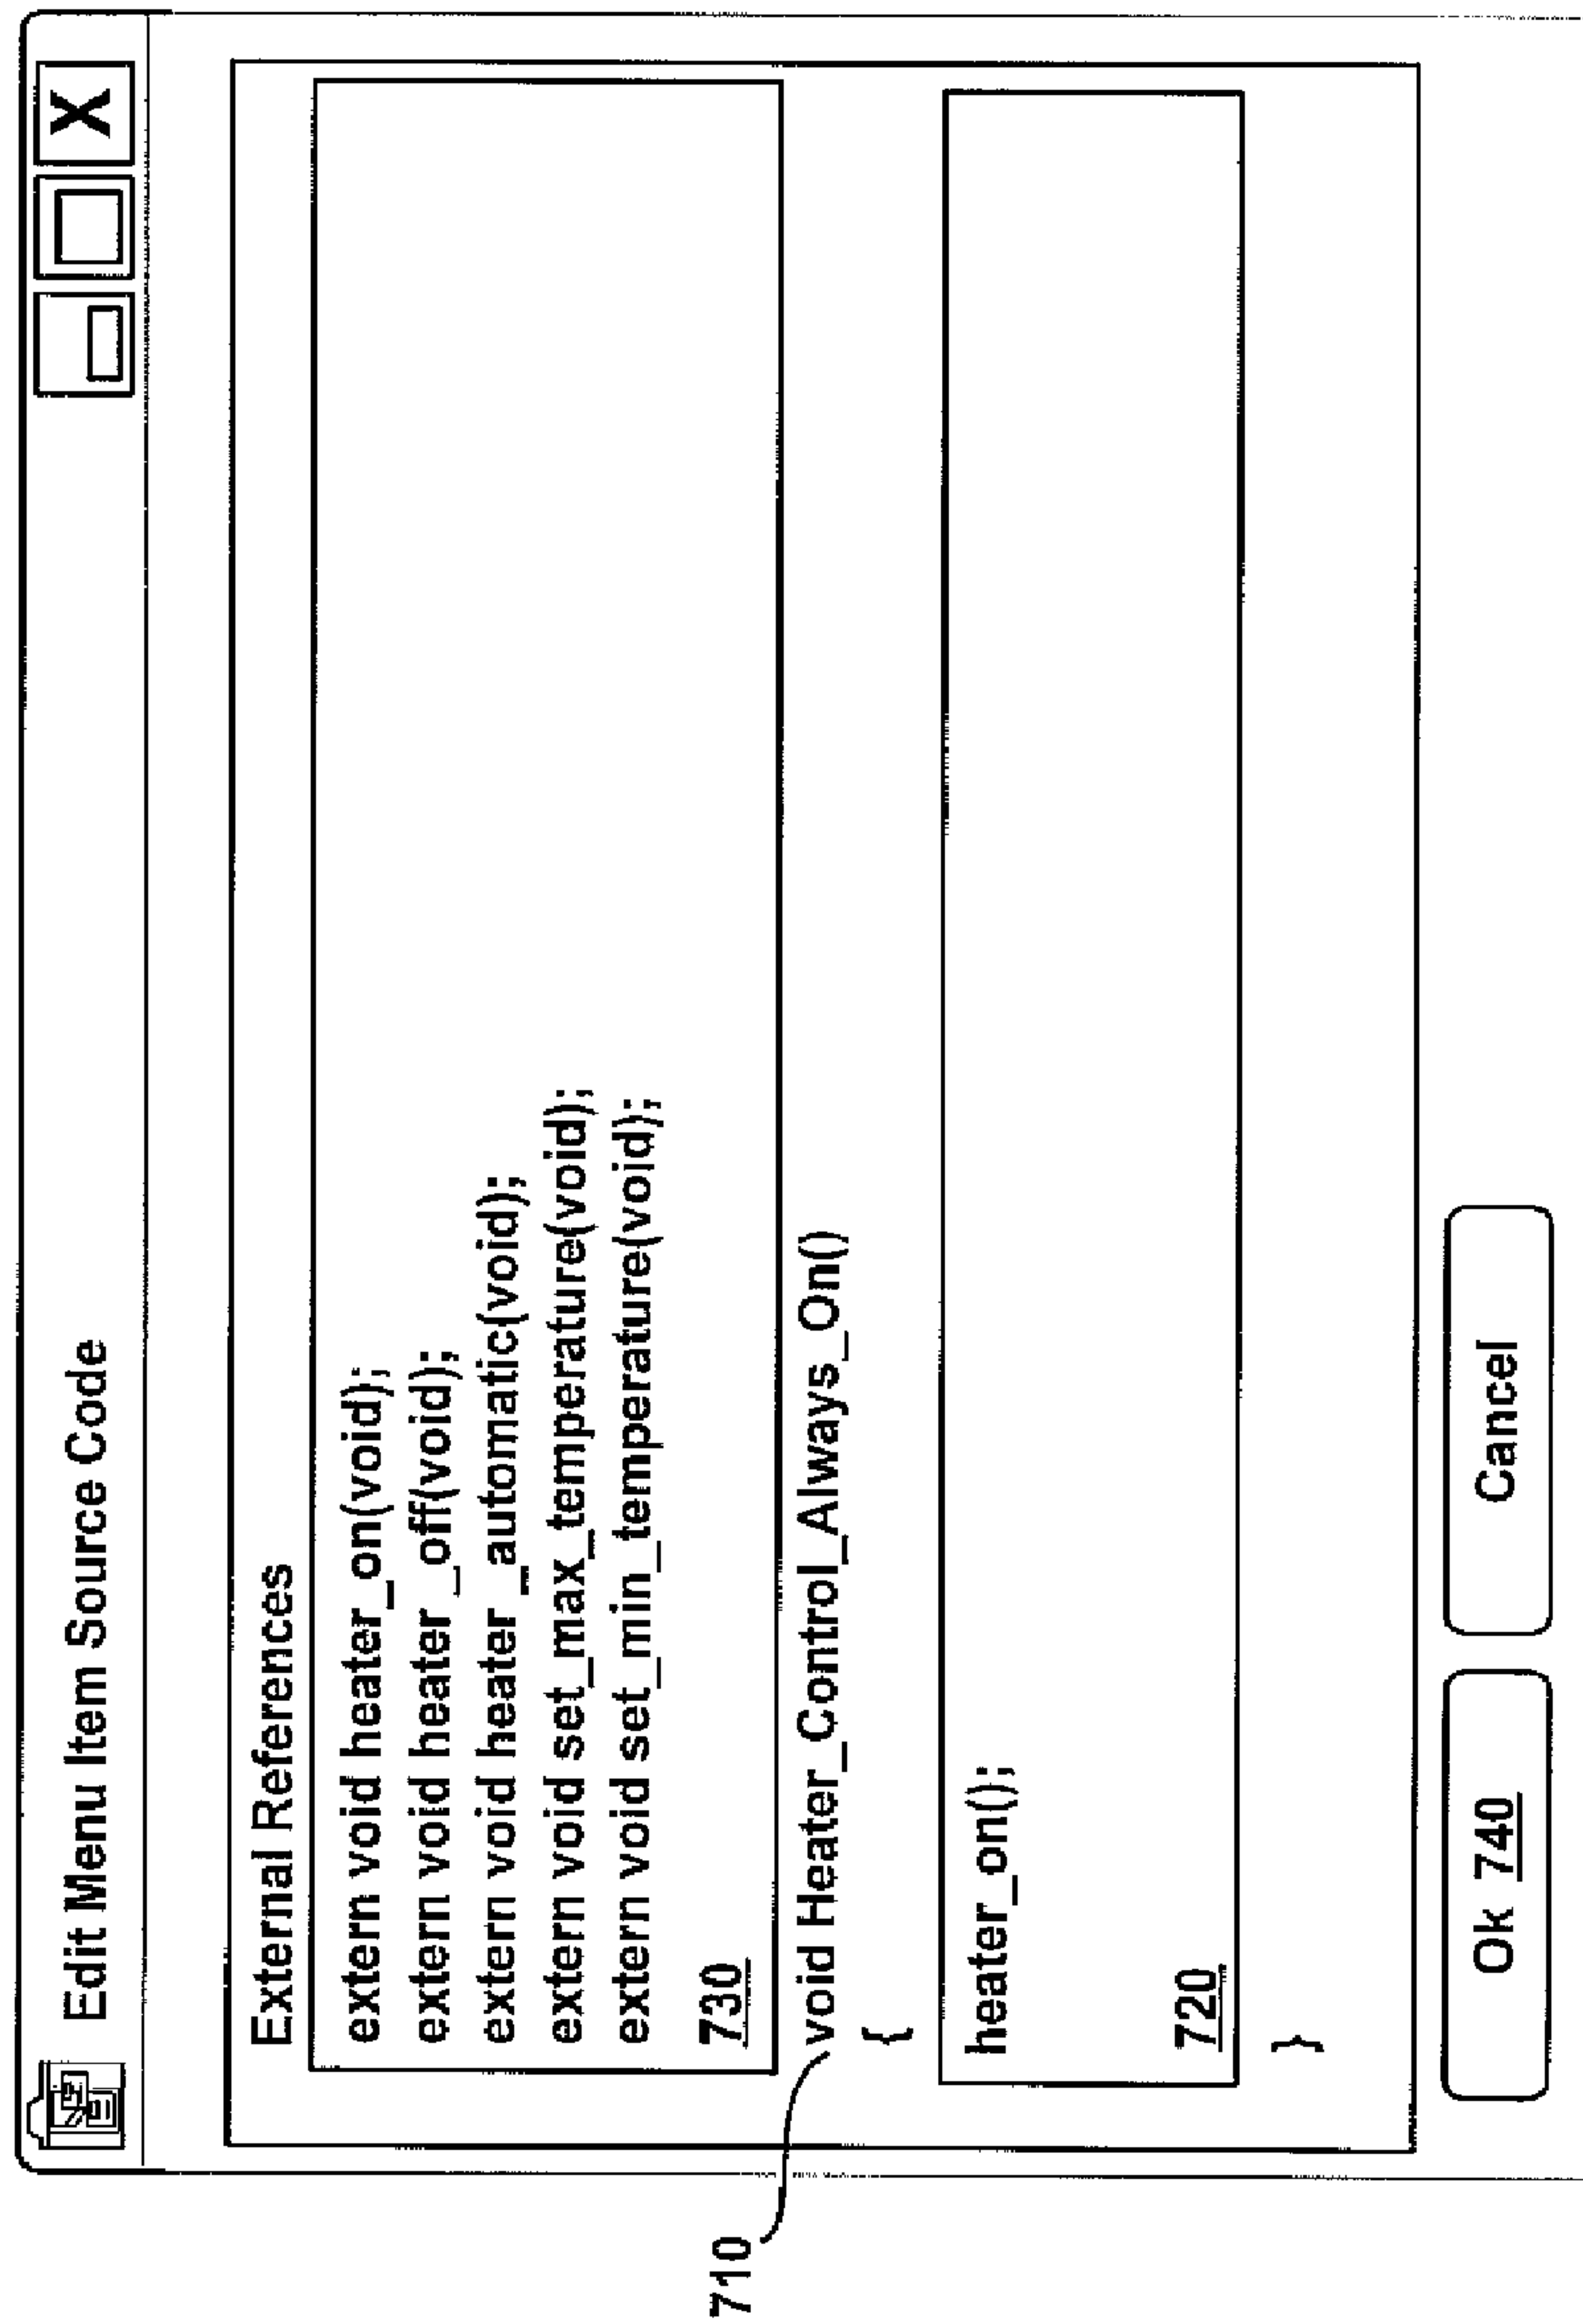 Edit Menu Item Source Code
X
External References
extern void heater_on(void);
extern void heater _off(void);
extern void heater _automatic(void);
extern void set_max_temperature(void);
extern void set_min_temperature(void);
730
710
void Heater_Control_Always_On()
{
heater_on();
720
}
Ok 740
Cancel